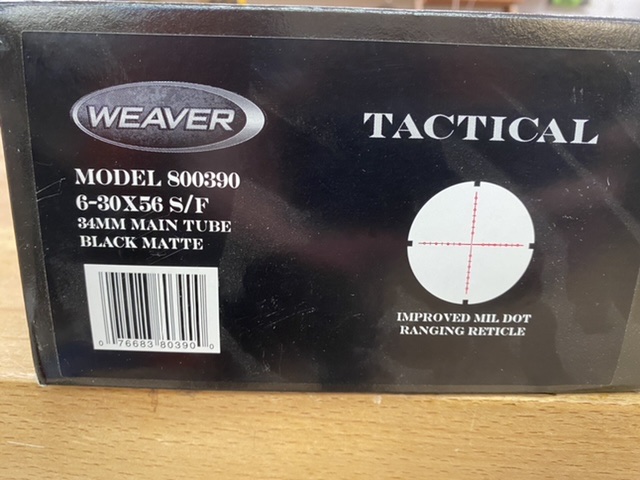 WEAVER
TACTICAL
MODEL 800390
6-30X56 S/F
34MM MAIN TUBE
BLACK MATTE
0 76683 80390 0
IMPROVED MIL DOT
RANGING RETICLE